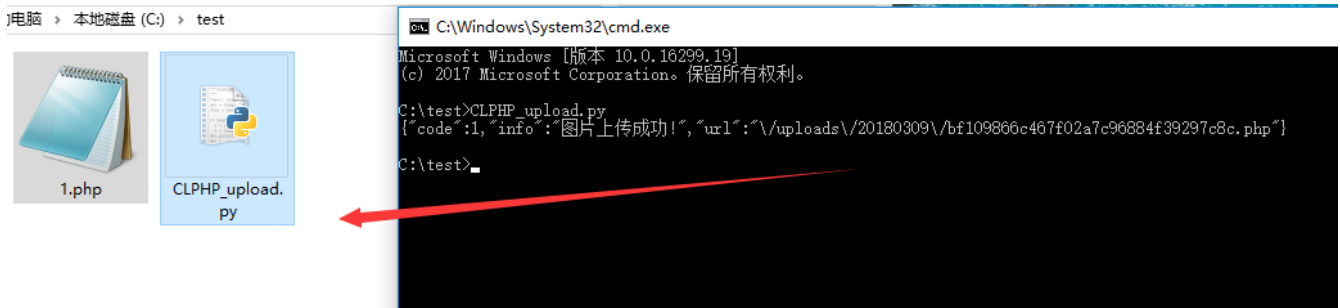 的电脑 › 本地磁盘 (C:) › test
1.php
CLPHP_upload.
py
C:\Windows\System32\cmd.exe
Microsoft Windows [版本 10.0.16299.19]
(c) 2017 Microsoft Corporation。保留所有权利。
C:\test>CLPHP_upload.py
{"code":1,"info":"图片上传成功!","url":"\/uploads\/20180309\/bf109866c467f02a7c96884f39297c8c.php"}
C:\test>